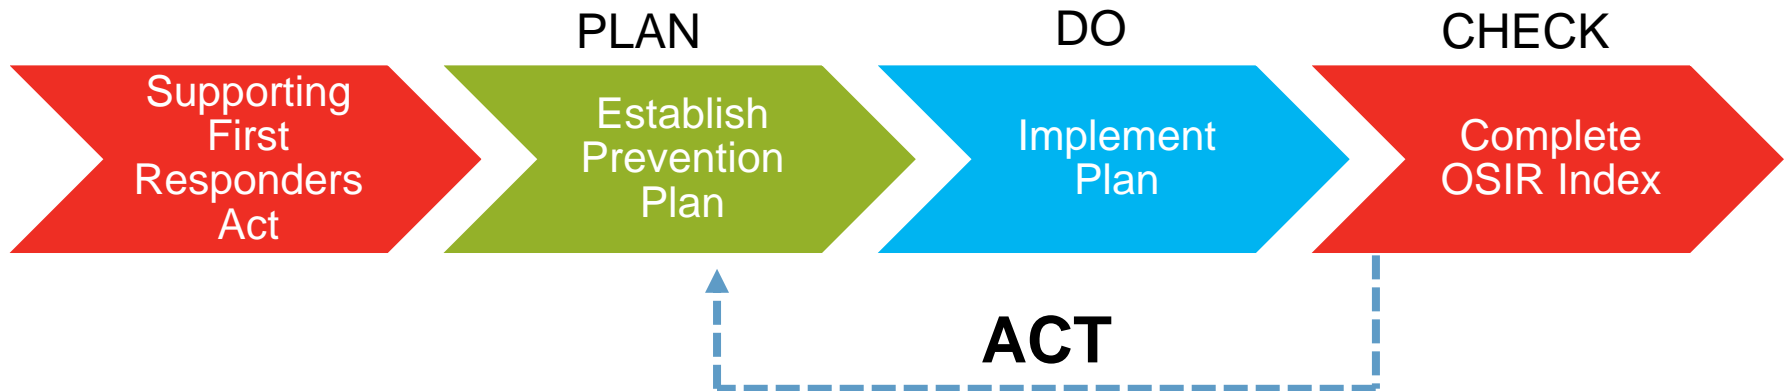 PLAN
DO
CHECK
Supporting
First
Responders
Act
Establish
Prevention
Plan
Implement
Plan
Complete
OSIR Index
ACT